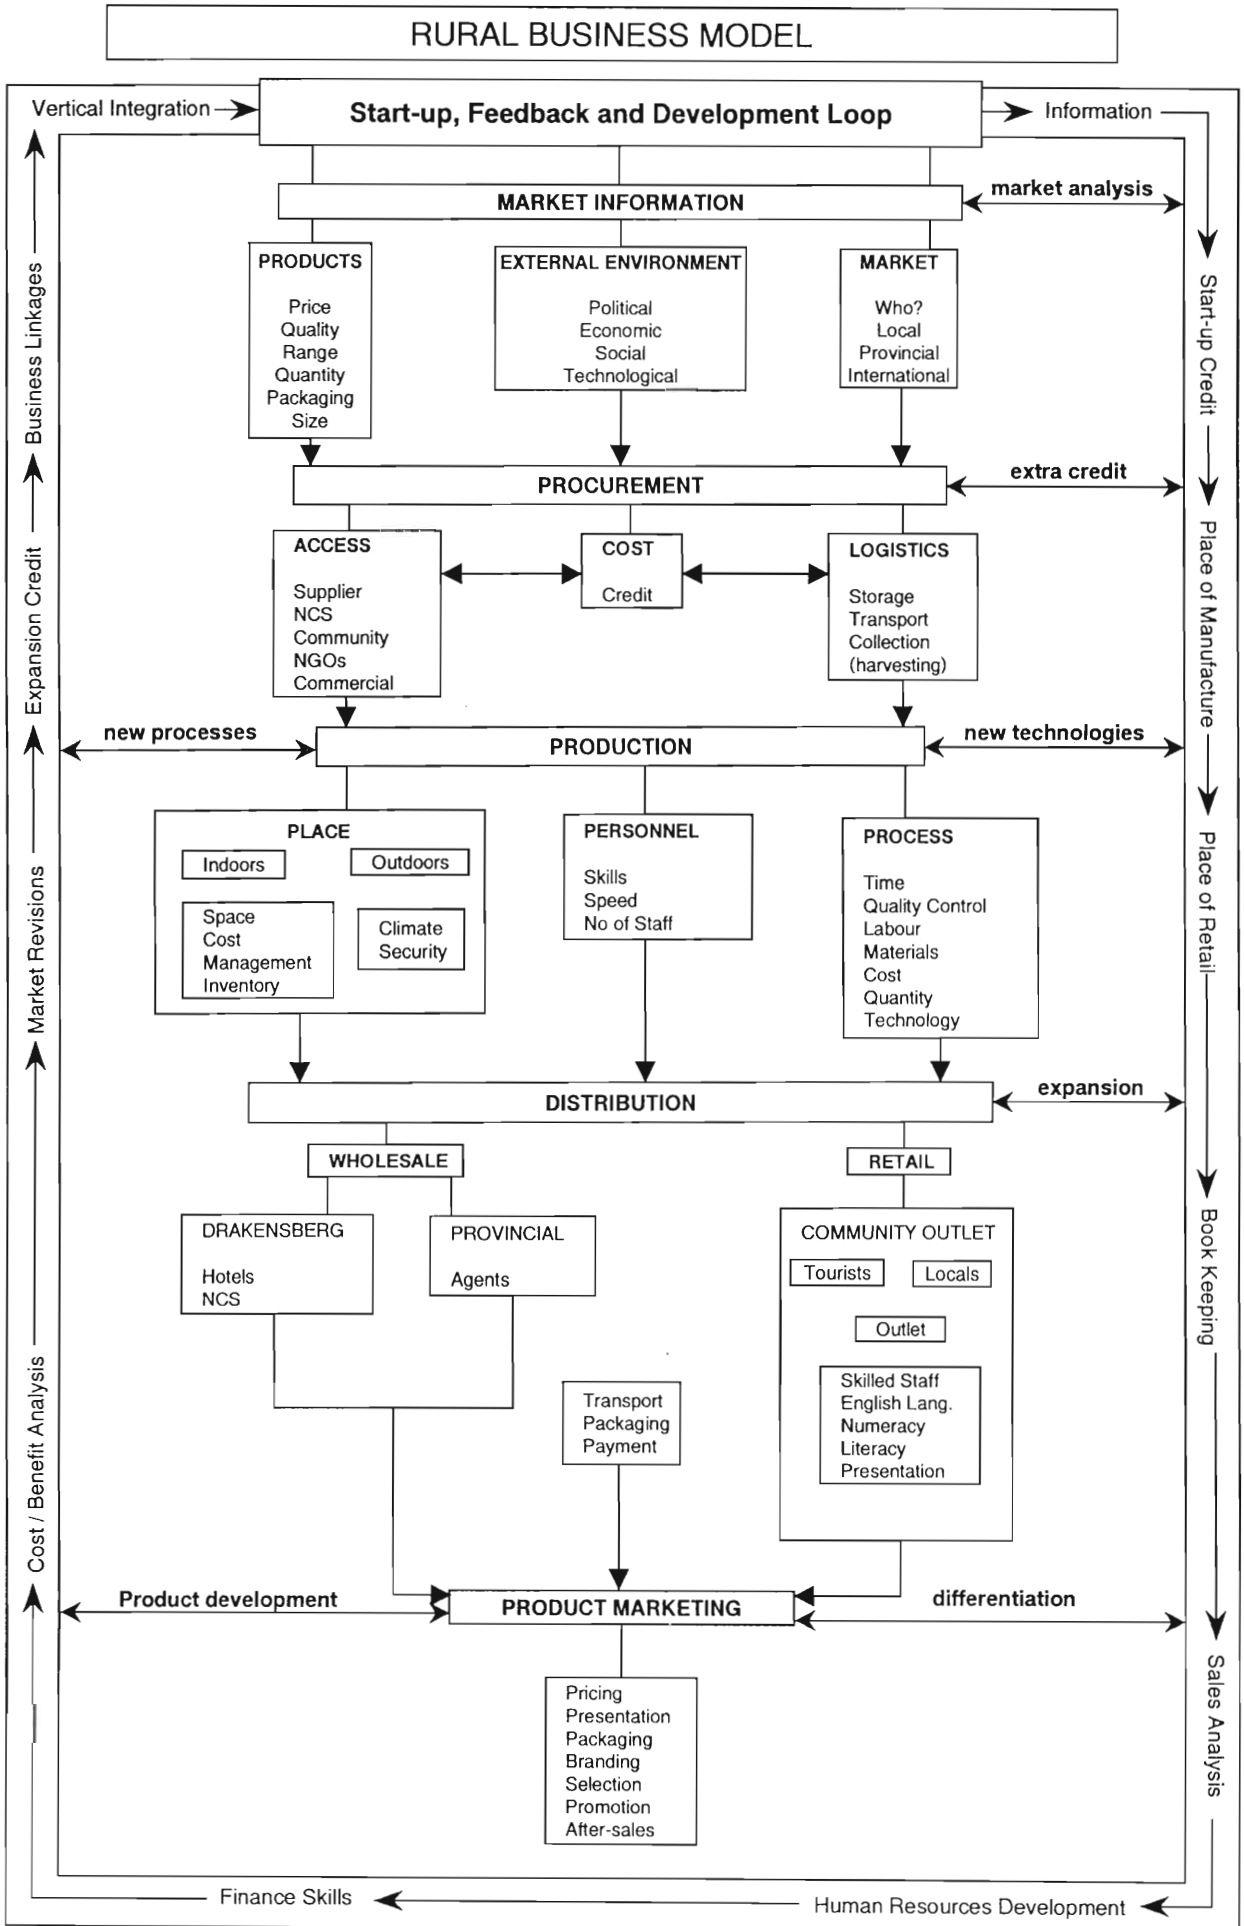 RURAL BUSINESS MODEL
Vertical Integration
Start-up, Feedback and Development Loop
Information
MARKET INFORMATION
market analysis
PRODUCTS
Price
Quality
Range
Quantity
Packaging
Size
EXTERNAL ENVIRONMENT
Political
Economic
Social
Technological
MARKET
Who?
Local
Provincial
International
PROCUREMENT
extra credit
ACCESS
Supplier
NCS
Community
NGOs
Commercial
COST
Credit
LOGISTICS
Storage
Transport
Collection
(harvesting)
new processes
PRODUCTION
new technologies
PLACE
Indoors
Outdoors
Space
Cost
Management
Inventory
Climate
Security
PERSONNEL
Skills
Speed
No of Staff
PROCESS
Time
Quality Control
Labour
Materials
Cost
Quantity
Technology
DISTRIBUTION
expansion
WHOLESALE
RETAIL
DRAKENSBERG
Hotels
NCS
PROVINCIAL
Agents
COMMUNITY OUTLET
Tourists
Locals
Outlet
Skilled Staff
English Lang.
Numeracy
Literacy
Presentation
Transport
Packaging
Payment
Product development
PRODUCT MARKETING
differentiation
Pricing
Presentation
Packaging
Branding
Selection
Promotion
After-sales
Start-up Credit
Place of Manufacture
Place of Retail
Book Keeping
Sales Analysis
Human Resources Development
Finance Skills
Cost / Benefit Analysis
Market Revisions
Expansion Credit
Business Linkages